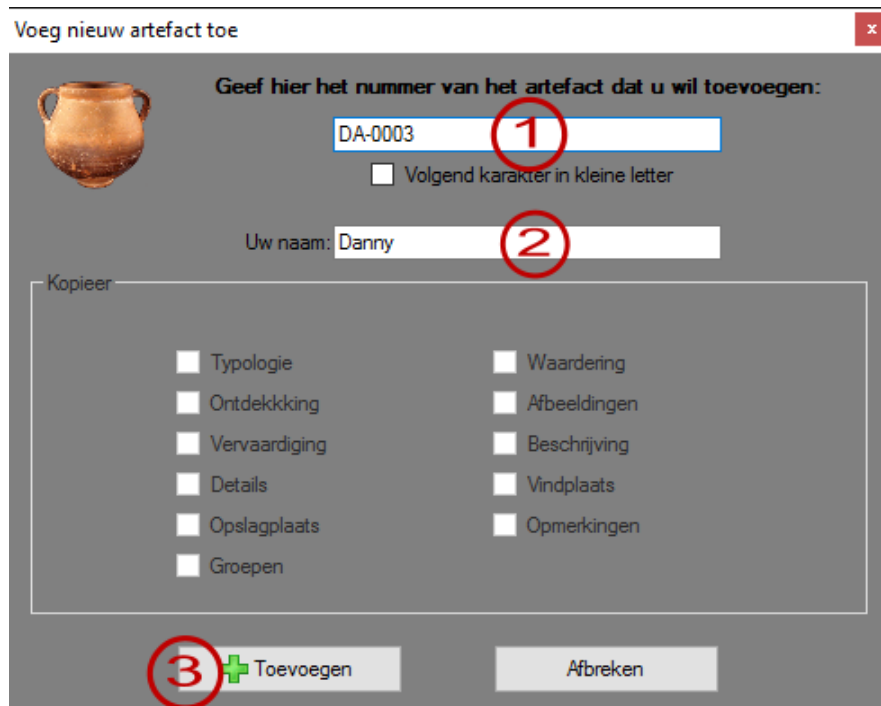 Voeg nieuw artefact toe
x
Geef hier het nummer van het artefact dat u wil toevoegen:
DA-0003 1
Volgend karakter in kleine letter
Uw naam: Danny 2
Kopieer
Typologie Waardering
Ontdekkking Afbeeldingen
Vervaardiging Beschrijving
Details Vindplaats
Opslagplaats Opmerkingen
Groepen
3 Toevoegen Afbreken